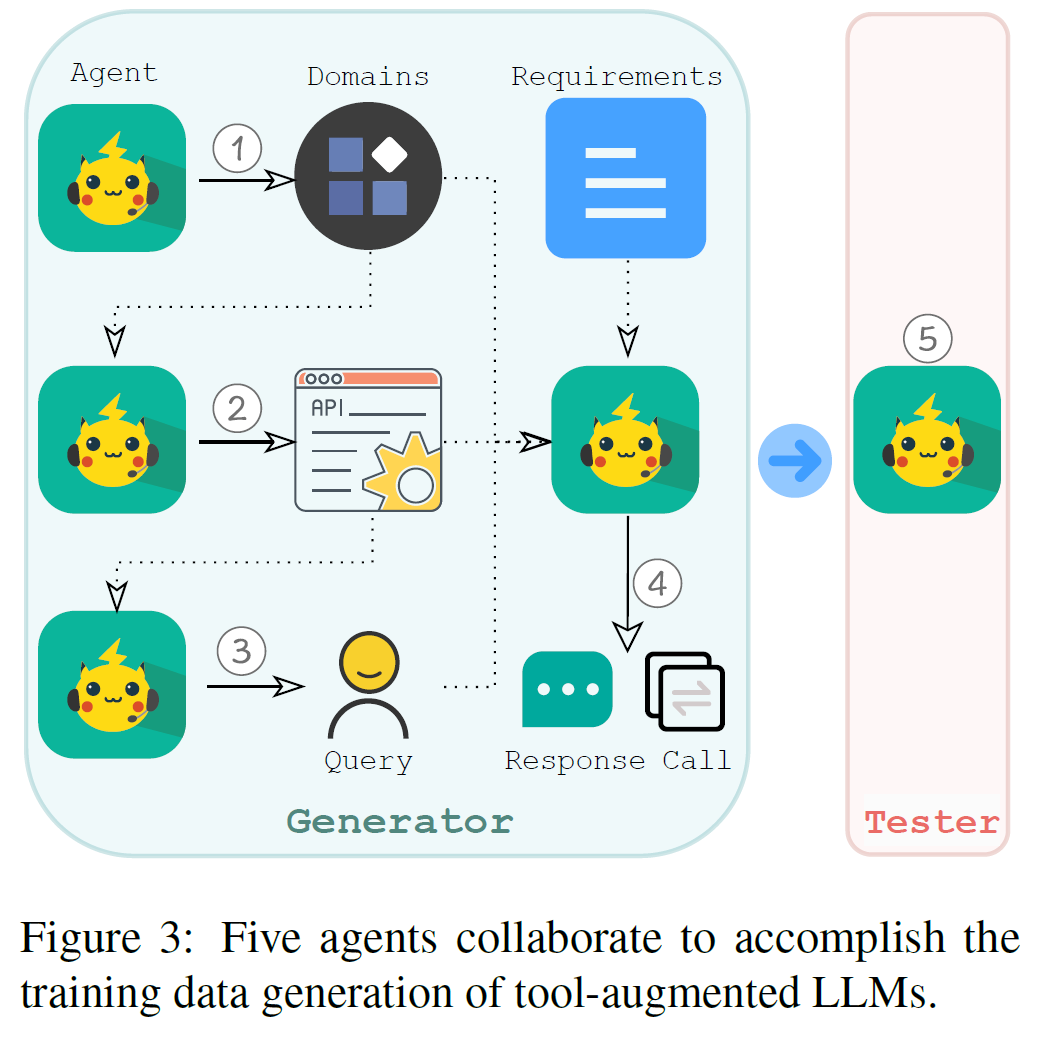 Agent
Domains
Requirements
1
2
API
5
3
4
Query
Response Call
Generator
Tester
Figure 3: Five agents collaborate to accomplish the
training data generation of tool-augmented LLMs.